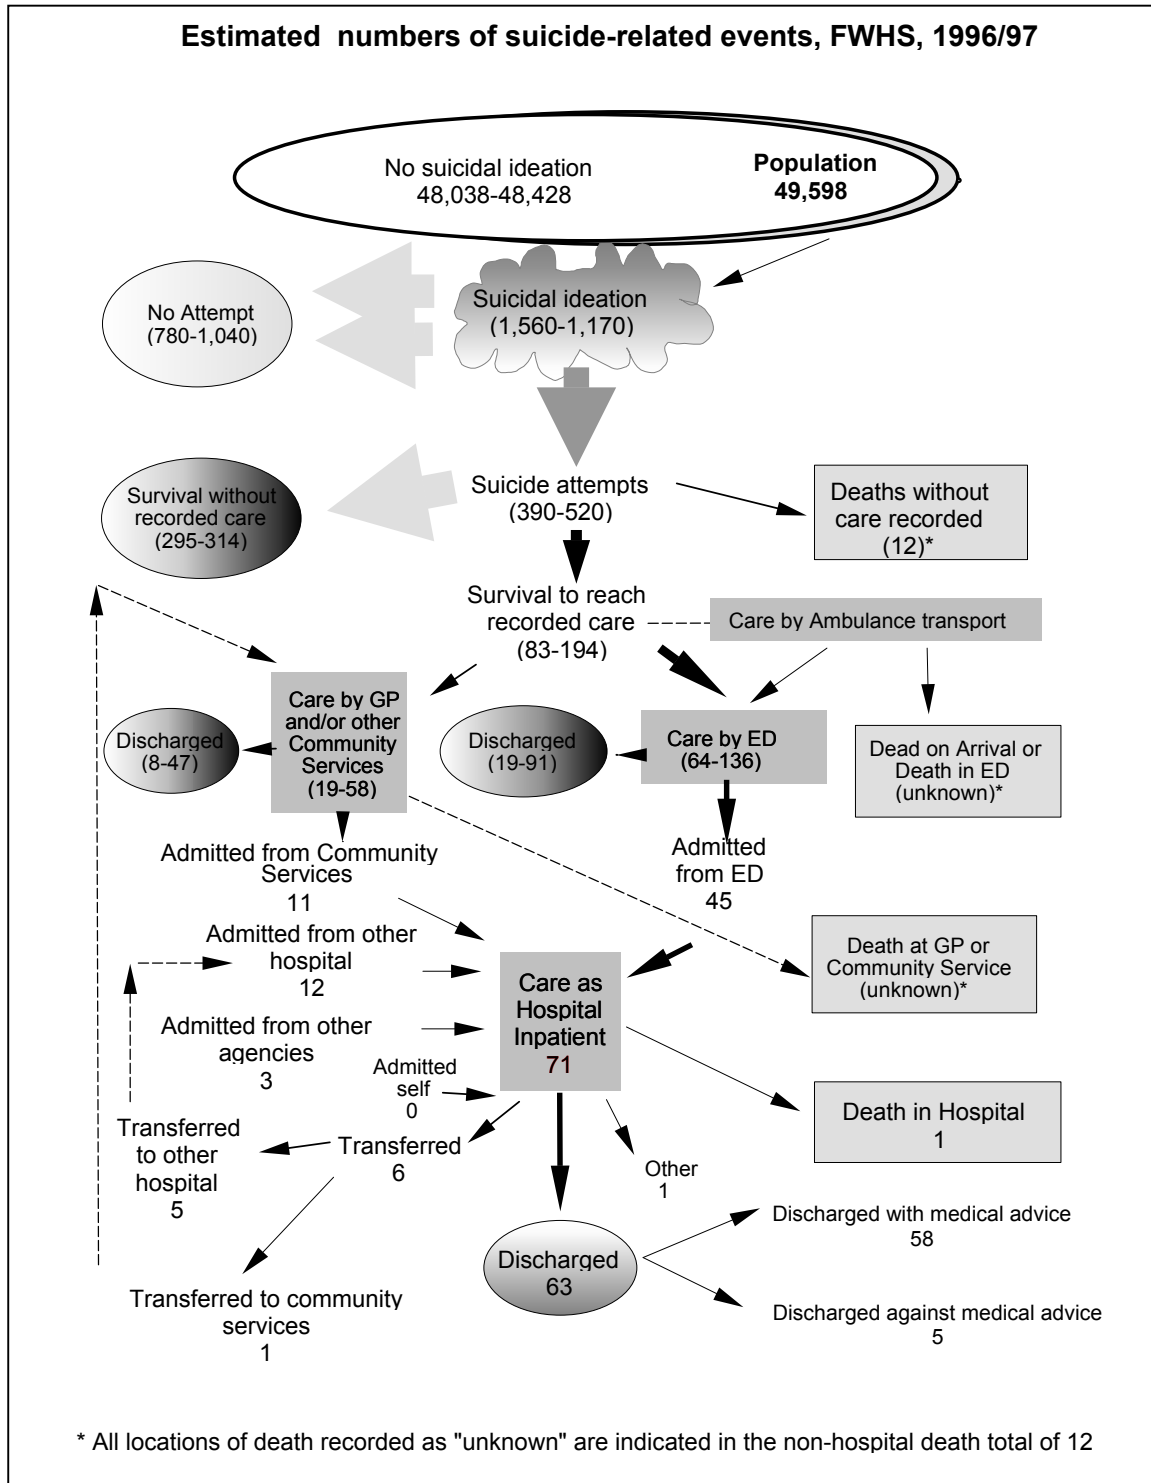 Estimated  numbers of suicide-related events, FWHS, 1996/97
No suicidal ideation
48,038-48,428
Population
49,598
Suicidal ideation
(1,560-1,170)
No Attempt
(780-1,040)
Suicide attempts
(390-520)
Survival without
recorded care
(295-314)
Deaths without
care recorded
(12)*
Survival to reach
recorded care
(83-194)
Care by Ambulance transport
Care by GP
and/or other
Community
Services
(19-58)
Discharged
(8-47)
Discharged
(19-91)
Care by ED
(64-136)
Dead on Arrival or
Death in ED
(unknown)*
Admitted from Community
Services
11
Admitted
from ED
45
Admitted from other
hospital
12
Death at GP or
Community Service
(unknown)*
Care as
Hospital
Inpatient
71
Admitted from other
agencies
3
Admitted
self
0
Death in Hospital
1
Transferred
to other
hospital
5
Transferred
6
Other
1
Discharged
63
Discharged with medical advice
58
Transferred to community
services
1
Discharged against medical advice
5
* All locations of death recorded as "unknown" are indicated in the non-hospital death total of 12